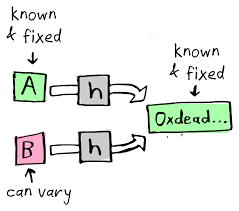 known
& fixed
A
h
known
& fixed
0xdead...
B
h
can vary